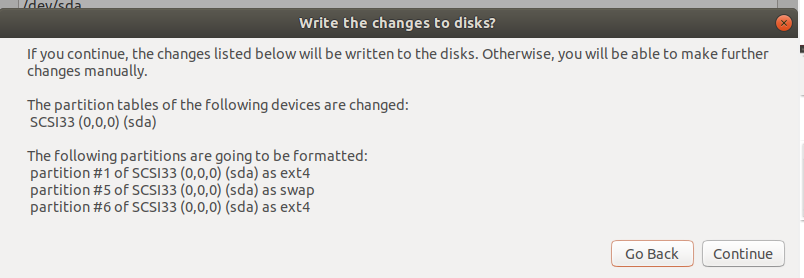 /dev/sda
Write the changes to disks?
If you continue, the changes listed below will be written to the disks. Otherwise, you will be able to make further
changes manually.
The partition tables of the following devices are changed:
SCSI33 (0,0,0) (sda)
The following partitions are going to be formatted:
partition #1 of SCSI33 (0,0,0) (sda) as ext4
partition #5 of SCSI33 (0,0,0) (sda) as swap
partition #6 of SCSI33 (0,0,0) (sda) as ext4
Go Back
Continue